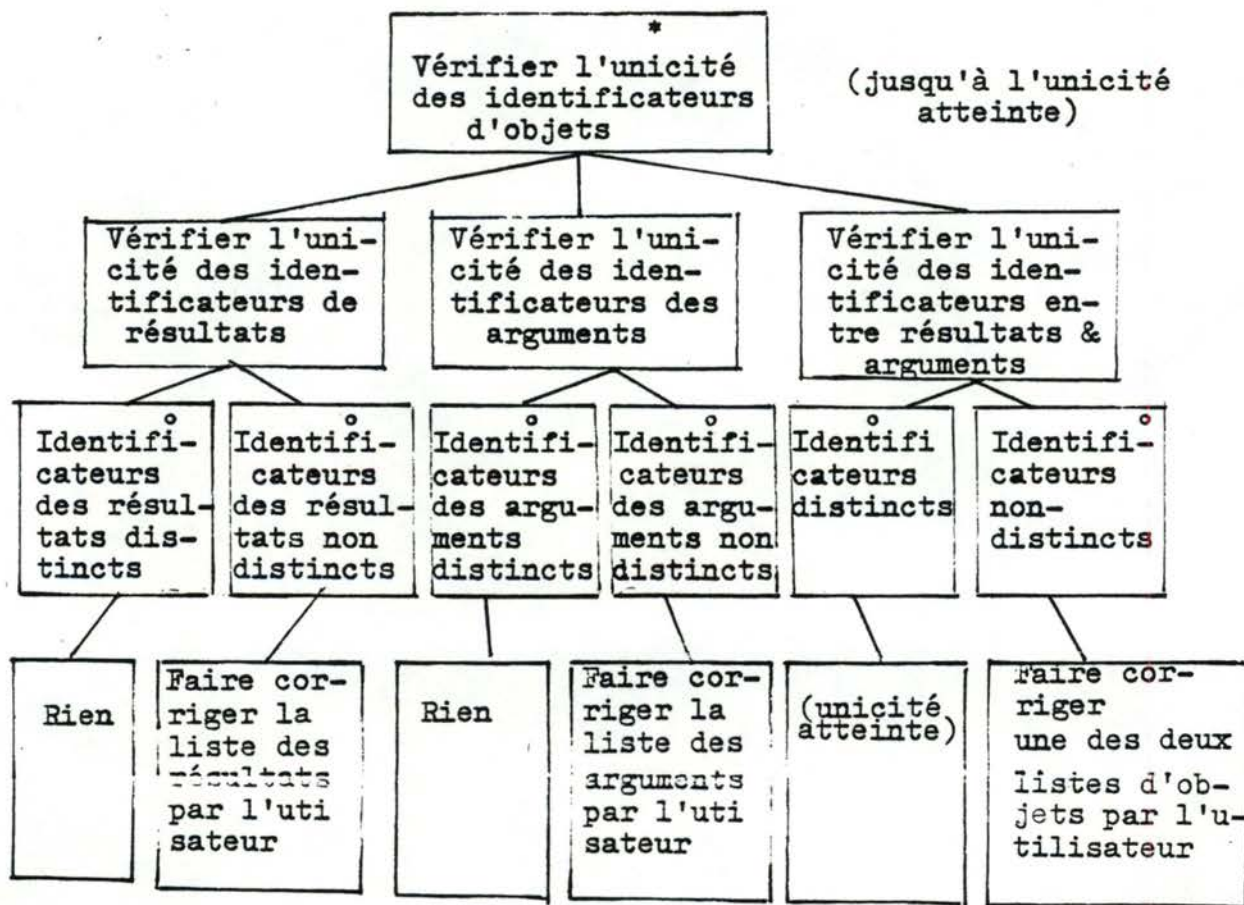 *
Vérifier l'unicité
des identificateurs
d'objets
(jusqu'à l'unicité
atteinte)
Vérifier l'uni-
cité des iden-
tificateurs de
résultats
Vérifier l'uni-
cité des iden-
tificateurs des
arguments
Vérifier l'uni-
cité des iden-
tificateurs en-
tre résultats &
arguments
o
Identifi-
cateurs
des résul-
tats dis-
tincts
o
Identifi-
cateurs
des résul-
tats non
distincts
o
Identifi-
cateurs
des argu-
ments
distincts
o
Identifi-
cateurs
des argu-
ments non
distincts
o
Identifi
cateurs
distincts
o
Identifi-
cateurs
non-
distincts
Rien
Faire cor-
riger la
liste des
résultats
par l'uti
sateur
Rien
Faire cor-
riger la
liste des
arguments
par l'uti
sateur
(unicité
atteinte)
Faire cor-
riger
une des deux
listes d'ob-
jets par l'u-
tilisateur